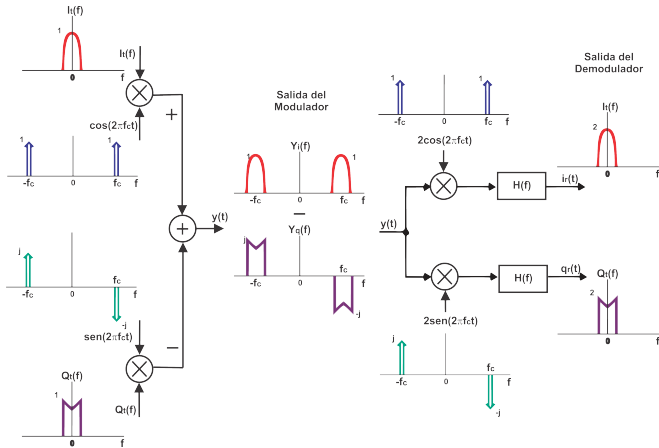 It(f)
1
0
f
It(f)
cos(2πfct)
+
1
1
-fc
0
fc
f
j
fc
-fc
0
f
-j
sen(2πfct)
−
Qt(f)
1
0
f
Qt(f)
+
y(t)
Salida del
Modulador
Yi(f)
1
1
-fc
0
fc
f
−
Yq(f)
j
fc
-fc
0
f
-j
1
1
-fc
0
fc
f
2cos(2πfct)
y(t)
H(f)
ir(t)
H(f)
qr(t)
2sen(2πfct)
j
fc
-fc
0
f
-j
Salida del
Demodulador
It(f)
2
0
f
Qt(f)
2
0
f